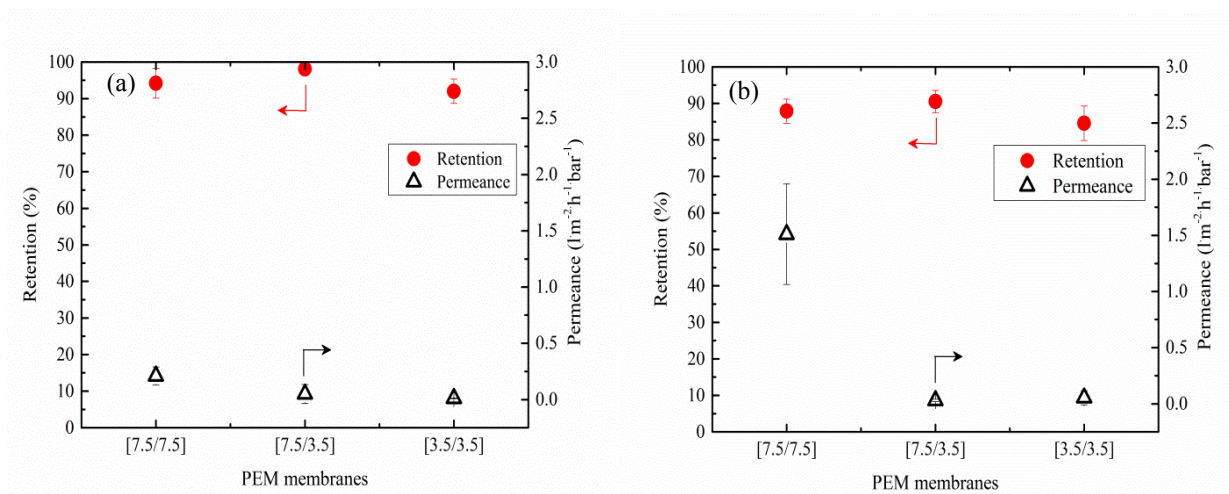 (a)
100
90
80
70
60
50
40
30
20
10
0
Retention (%)
3.0
2.5
2.0
1.5
1.0
0.5
0.0
Permeance (l·m⁻²·h⁻¹·bar⁻¹)
Retention
Permeance
[7.5/7.5] [7.5/3.5] [3.5/3.5]
PEM membranes
(b)
100
90
80
70
60
50
40
30
20
10
0
Retention (%)
3.0
2.5
2.0
1.5
1.0
0.5
0.0
Permeance (l·m⁻²·h⁻¹·bar⁻¹)
Retention
Permeance
[7.5/7.5] [7.5/3.5] [3.5/3.5]
PEM membranes